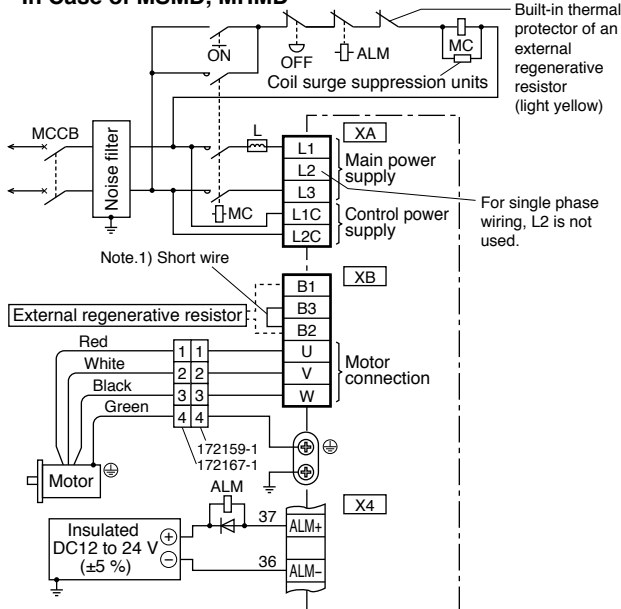 In Case of MSMD, MHMD
Built-in thermal
protector of an
external
regenerative
resistor
(light yellow)
ON
OFF
ALM
MC
Coil surge suppression units
MCCB
Noise filter
L
XA
L1
L2
L3
L1C
L2C
Main power
supply
Control power
supply
MC
For single phase
wiring, L2 is not
used.
Note.1) Short wire
XB
B1
B3
B2
U
V
W
External regenerative resistor
Motor
connection
Red
White
Black
Green
1 1
2 2
3 3
4 4
172159-1
172167-1
Motor
ALM
X4
Insulated
DC12 to 24 V
(±5 %)
+
−
37
36
ALM+
ALM−